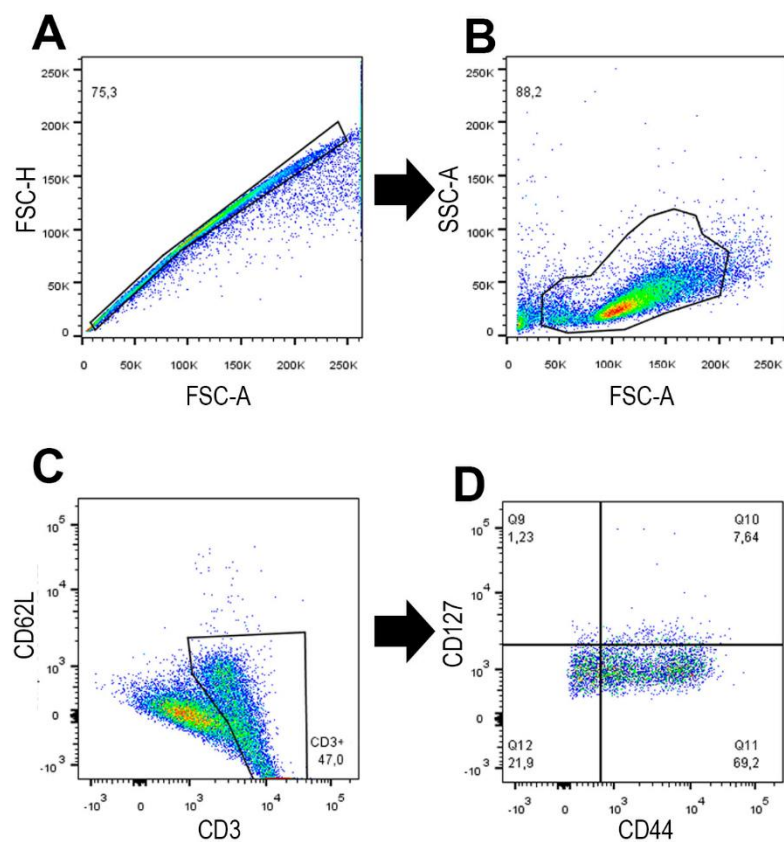 A
250K
200K
150K
100K
50K
0
75,3
FSC-H
0 50K 100K 150K 200K 250K
FSC-A
B
250K
200K
150K
100K
50K
0
88,2
SSC-A
0 50K 100K 150K 200K 250K
FSC-A
C
10^5
10^4
10^3
0
-10^3
CD62L
CD3+
47,0
-10^3 0 10^3 10^4 10^5
CD3
D
10^5
10^4
10^3
0
-10^3
CD127
Q9
1,23
Q10
7,64
Q12
21,9
Q11
69,2
-10^3 0 10^3 10^4 10^5
CD44